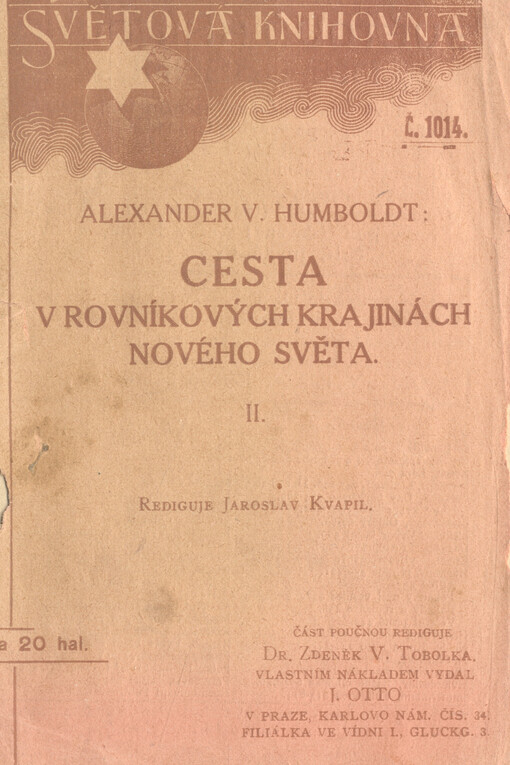 SVĚTOVÁ KNIHOVNA
Č. 1014.
ALEXANDER V. HUMBOLDT:
CESTA
V ROVNÍKOVÝCH KRAJINÁCH
NOVÉHO SVĚTA.
II.
REDIGUJE JAROSLAV KVAPIL.
a 20 hal.
ČÁST POUČNOU REDIGUJE
DR. ZDENĚK V. TOBOLKA.
VLASTNÍM NÁKLADEM VYDAL
J. OTTO
V PRAZE, KARLOVO NÁM. ČÍS. 34.
FILIÁLKA VE VÍDNI I., GLUCKG. 3.